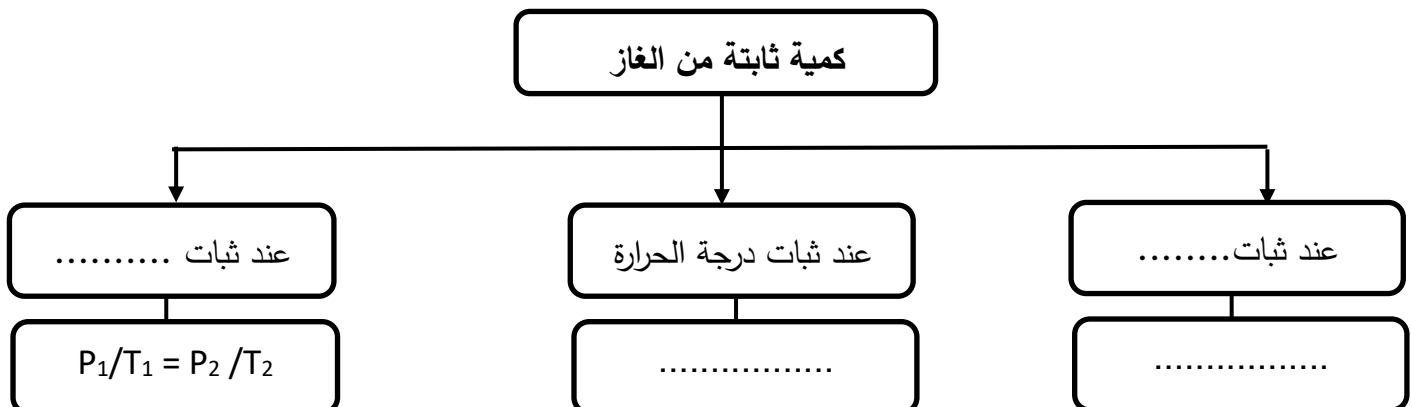 كمية ثابتة من الغاز
عند ثبات........
عند ثبات درجة الحرارة
عند ثبات ..........
.................
.................
P₁/T₁ = P₂ /T₂